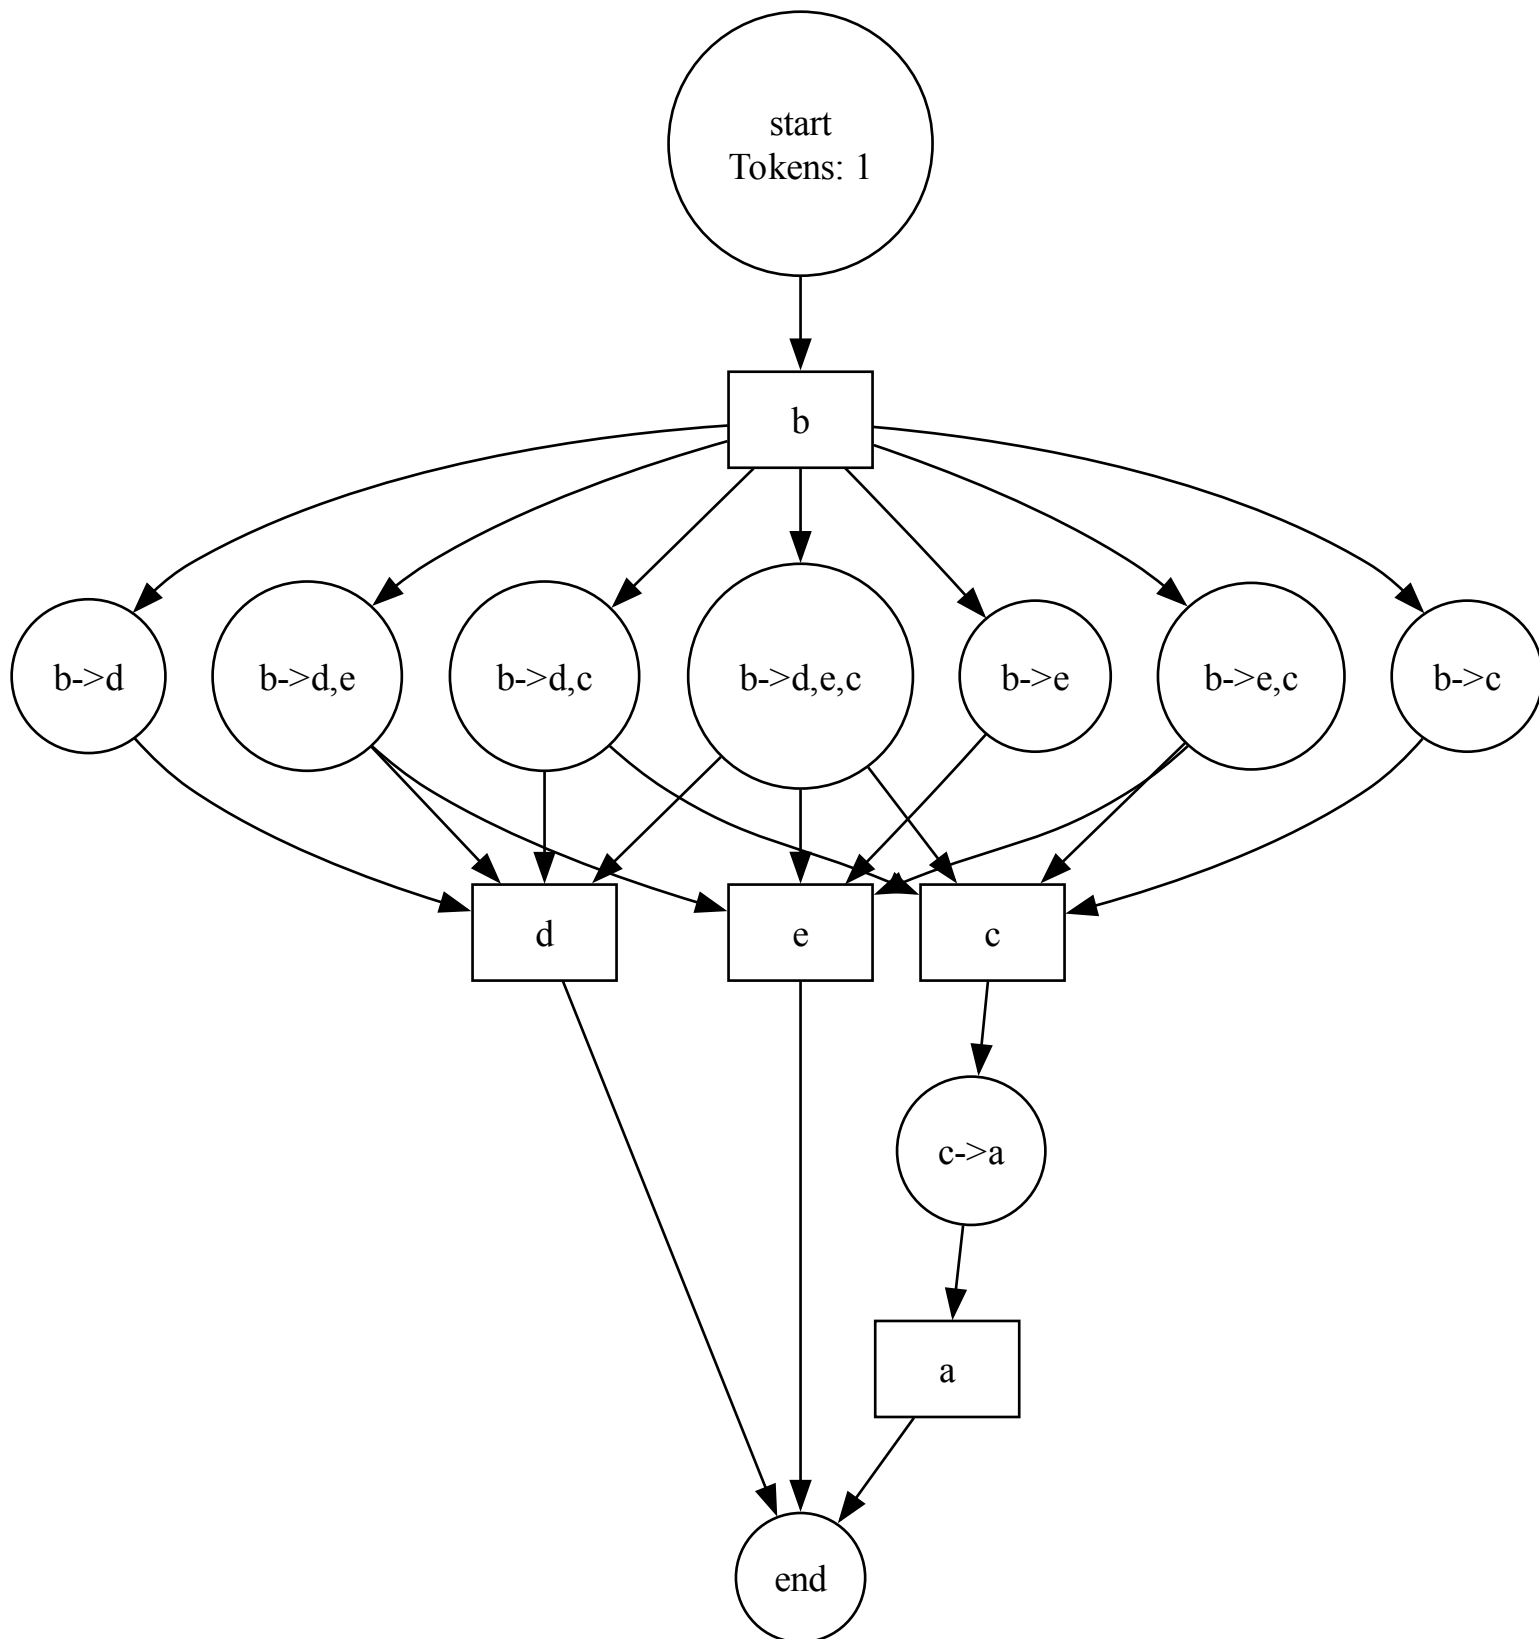 start
Tokens: 1
b
b->d
b->d,e
b->d,c
b->d,e,c
b->e
b->e,c
b->c
d
e
c
c->a
a
end